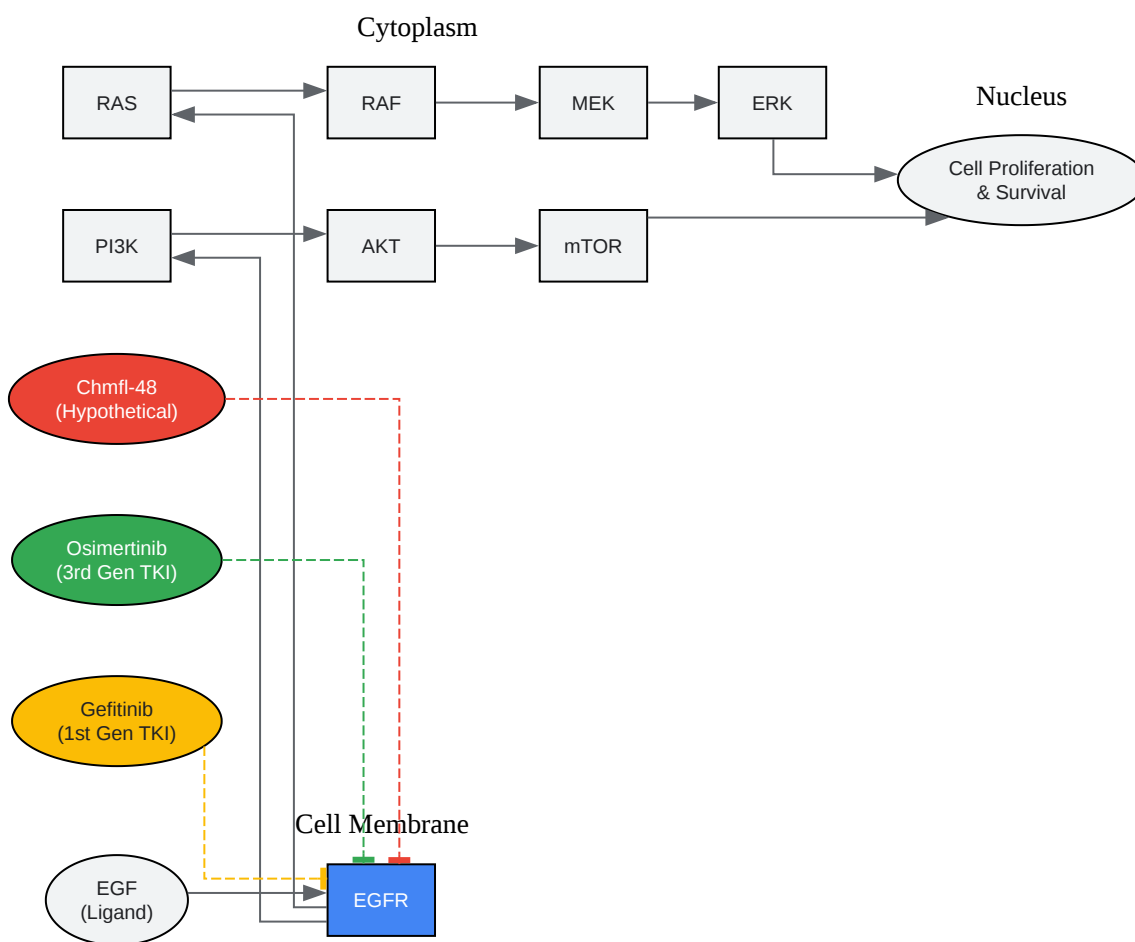 Cytoplasm
RAS
RAF
MEK
ERK
Nucleus
Cell Proliferation
& Survival
PI3K
AKT
mTOR
Chmfl-48
(Hypothetical)
Osimertinib
(3rd Gen TKI)
Gefitinib
(1st Gen TKI)
Cell Membrane
EGF
(Ligand)
EGFR